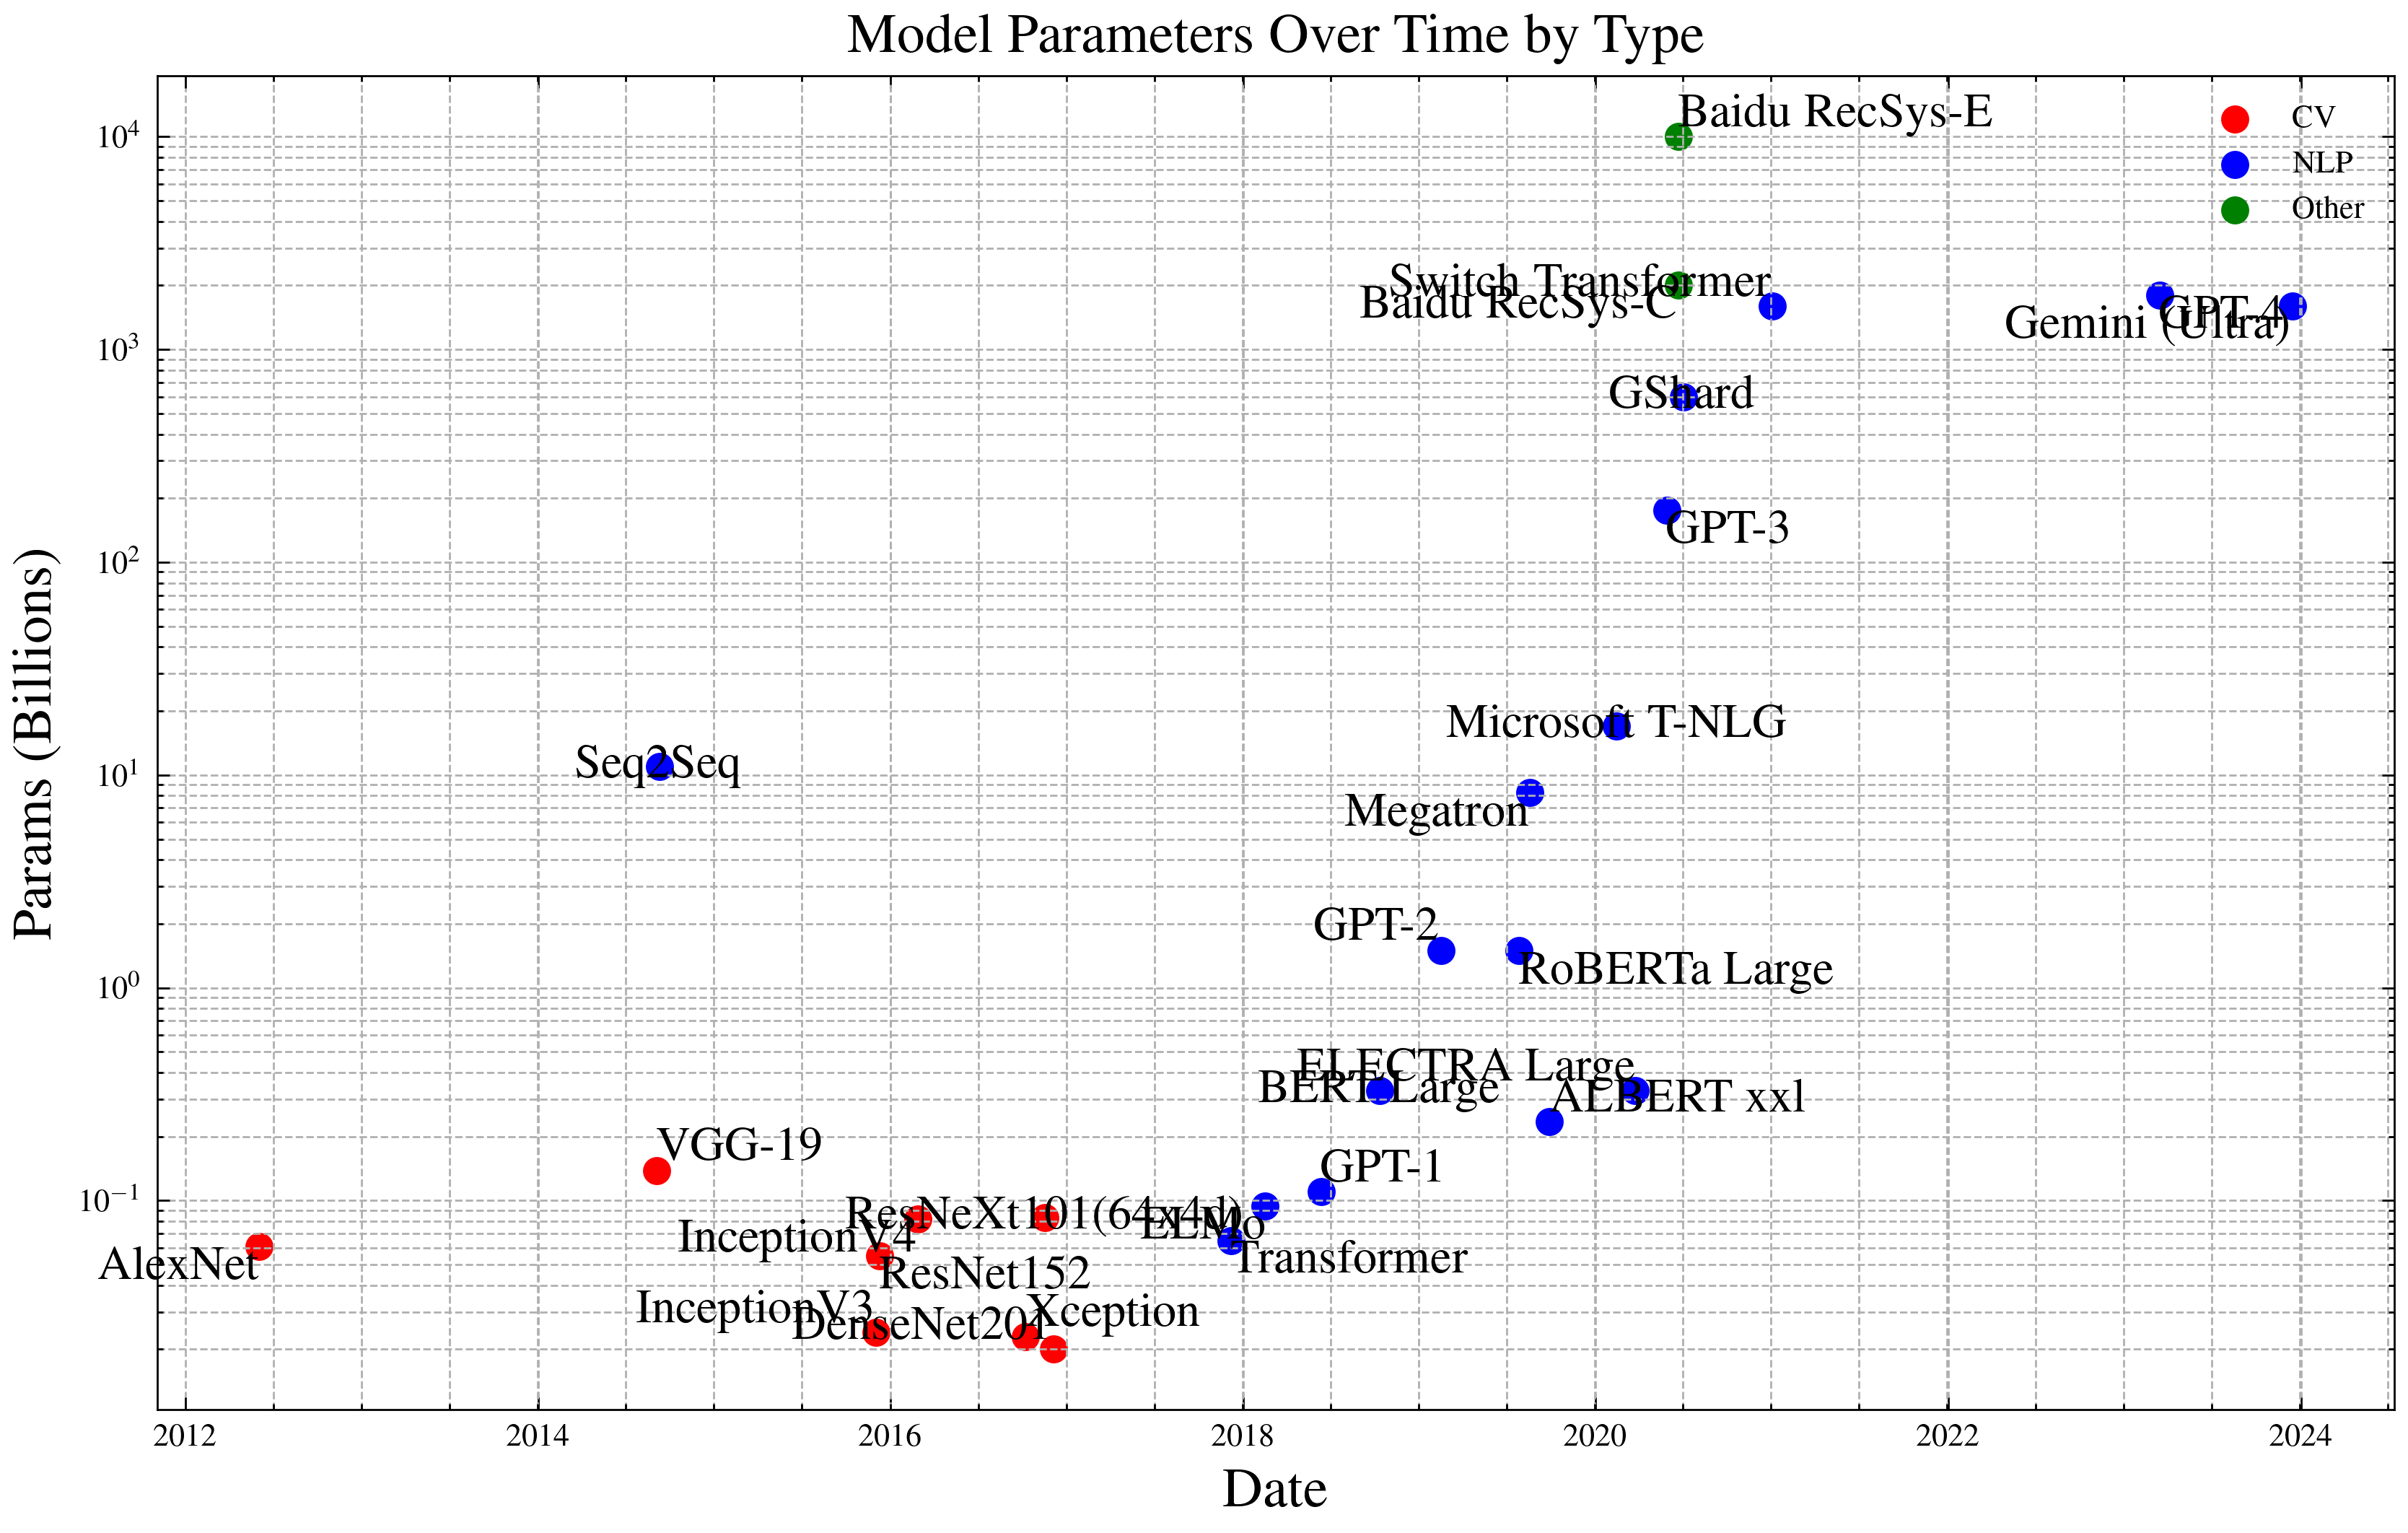 Model Parameters Over Time by Type
Baidu RecSys-E
CV
NLP
Other
Switch Transformer
Baidu RecSys-C
GPT-4
Gemini (Ultra)
GShard
GPT-3
Microsoft T-NLG
Seq2Seq
Megatron
GPT-2
RoBERTa Large
ELECTRA Large
BERT Large
ALBERT xxl
VGG-19
GPT-1
ResNeXt101(64x4d)
ELMo
InceptionV4
AlexNet
Transformer
ResNet152
InceptionV3
Xception
DenseNet201
10^4
10^3
10^2
10^1
10^0
10^−1
Params (Billions)
2012 2014 2016 2018 2020 2022 2024
Date